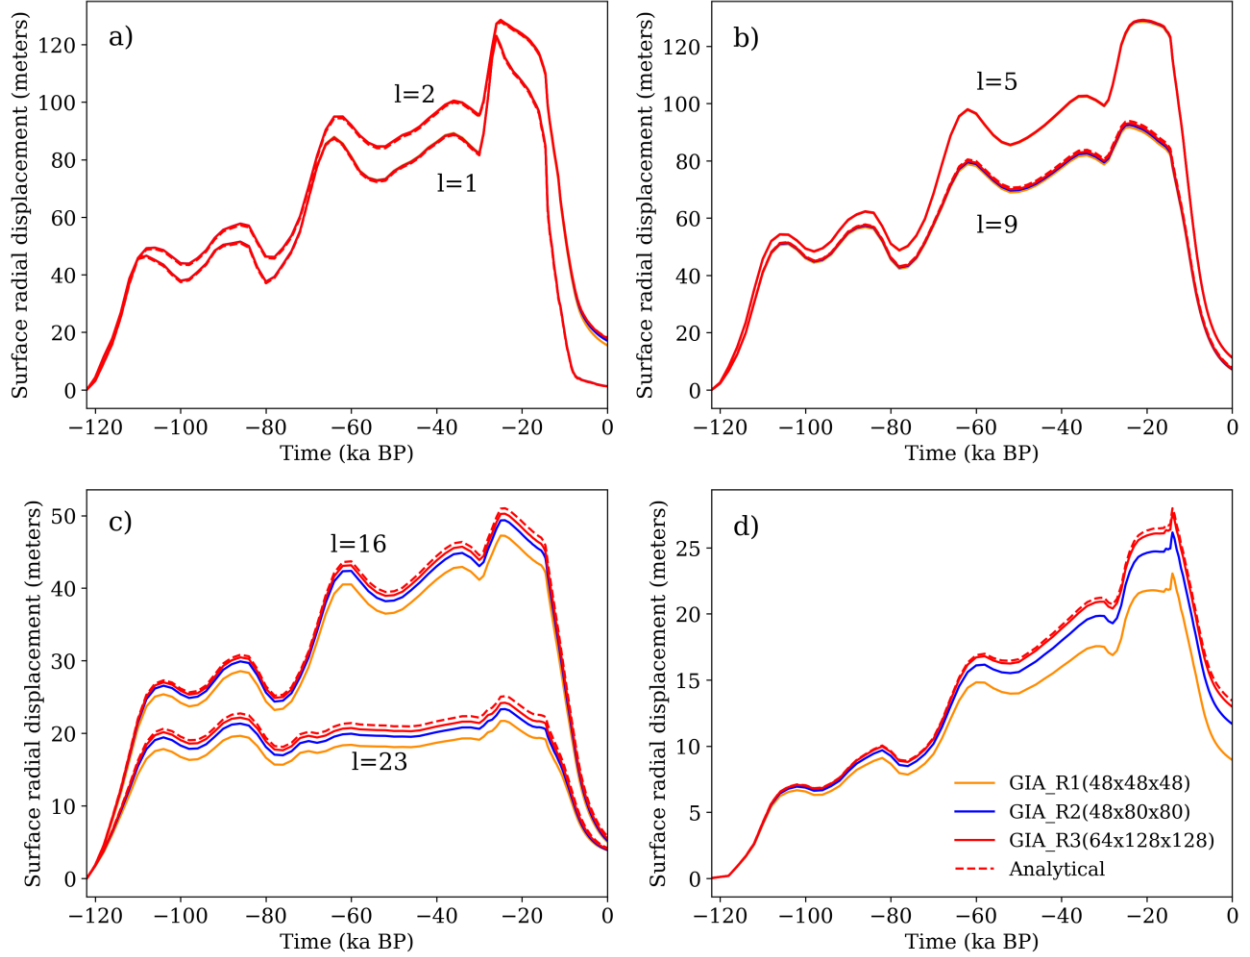 a)
l=2
l=1
120
100
80
60
40
20
0
Surface radial displacement (meters)
−120
−100
−80
−60
−40
−20
0
Time (ka BP)
b)
l=5
l=9
120
100
80
60
40
20
0
Surface radial displacement (meters)
−120
−100
−80
−60
−40
−20
0
Time (ka BP)
c)
l=16
l=23
50
40
30
20
10
0
Surface radial displacement (meters)
−120
−100
−80
−60
−40
−20
0
Time (ka BP)
d)
25
20
15
10
5
0
Surface radial displacement (meters)
GIA_R1(48x48x48)
GIA_R2(48x80x80)
GIA_R3(64x128x128)
Analytical
−120
−100
−80
−60
−40
−20
0
Time (ka BP)